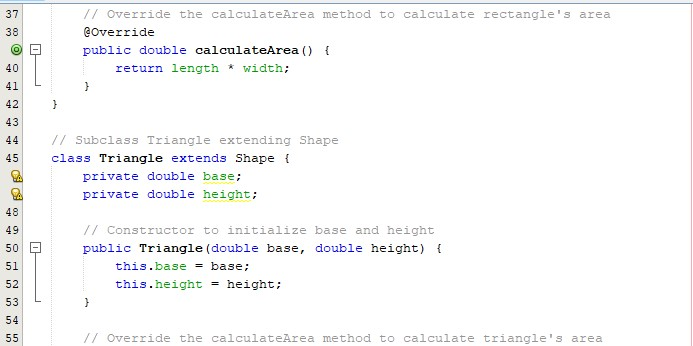 37 // Override the calculateArea method to calculate rectangle's area
38 @Override
public double calculateArea() {
40 return length * width;
41 }
42 }
43
44 // Subclass Triangle extending Shape
45 class Triangle extends Shape {
private double base;
private double height;
48
49 // Constructor to initialize base and height
50 public Triangle(double base, double height) {
51 this.base = base;
52 this.height = height;
53 }
54
55 // Override the calculateArea method to calculate triangle's area